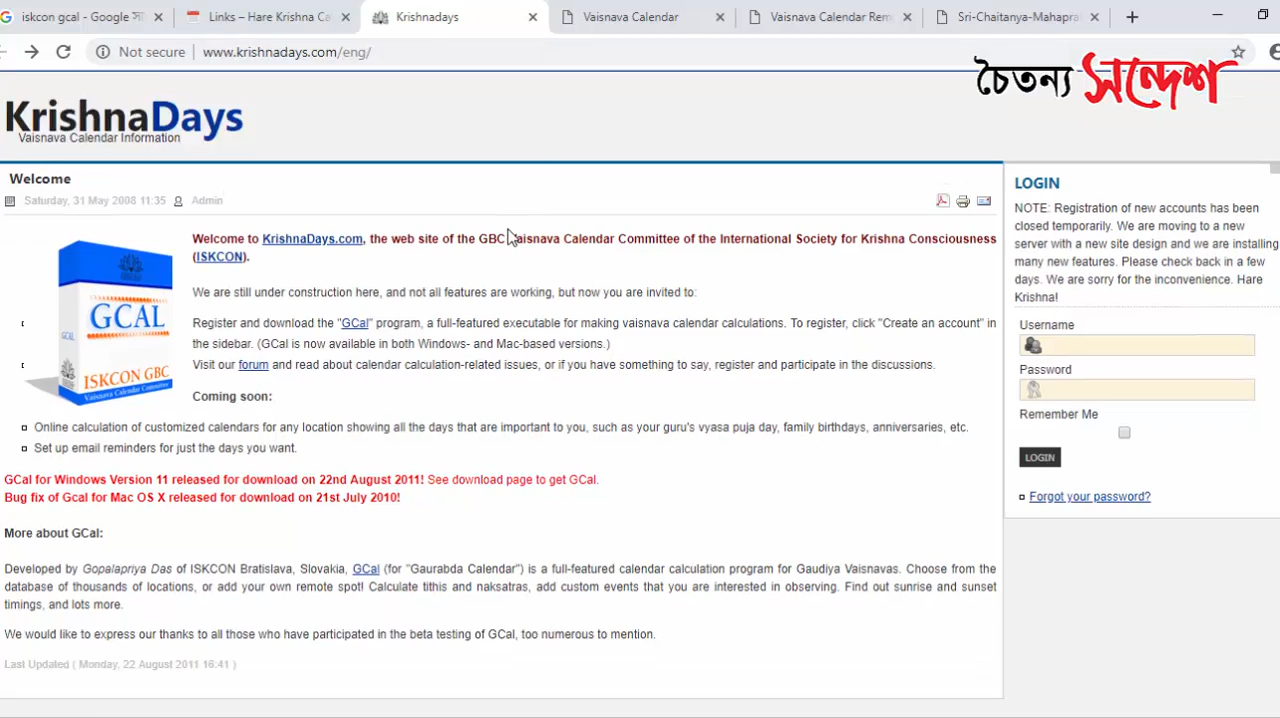 iskcon gcal - Google সা
Links – Hare Krishna Ca
Krishnadays
Vaisnava Calendar
Vaisnava Calendar Rem
Sri-Chaitanya-Mahapra
Not secure
www.krishnadays.com/eng/
চৈতন্য সন্দেশ
KrishnaDays
Vaisnava Calendar Information
Welcome
Saturday, 31 May 2008 11:35 Admin
GCAL
GCAL
ISKCON GBC
Vaisnava Calendar Committee
Welcome to KrishnaDays.com, the web site of the GBC Vaisnava Calendar Committee of the International Society for Krishna Consciousness
(ISKCON).
We are still under construction here, and not all features are working, but now you are invited to:
Register and download the "GCal" program, a full-featured executable for making vaisnava calendar calculations. To register, click "Create an account" in
the sidebar. (GCal is now available in both Windows- and Mac-based versions.)
Visit our forum and read about calendar calculation-related issues, or if you have something to say, register and participate in the discussions.
Coming soon:
Online calculation of customized calendars for any location showing all the days that are important to you, such as your guru's vyasa puja day, family birthdays, anniversaries, etc.
Set up email reminders for just the days you want.
GCal for Windows Version 11 released for download on 22nd August 2011! See download page to get GCal.
Bug fix of Gcal for Mac OS X released for download on 21st July 2010!
More about GCal:
Developed by Gopalapriya Das of ISKCON Bratislava, Slovakia, GCal (for "Gaurabda Calendar") is a full-featured calendar calculation program for Gaudiya Vaisnavas. Choose from the
database of thousands of locations, or add your own remote spot! Calculate tithis and naksatras, add custom events that you are interested in observing. Find out sunrise and sunset
timings, and lots more.
We would like to express our thanks to all those who have participated in the beta testing of GCal, too numerous to mention.
Last Updated ( Monday, 22 August 2011 16:41 )
LOGIN
NOTE: Registration of new accounts has been
closed temporarily. We are moving to a new
server with a new site design and we are installing
many new features. Please check back in a few
days. We are sorry for the inconvenience. Hare
Krishna!
Username
Password
Remember Me
LOGIN
Forgot your password?